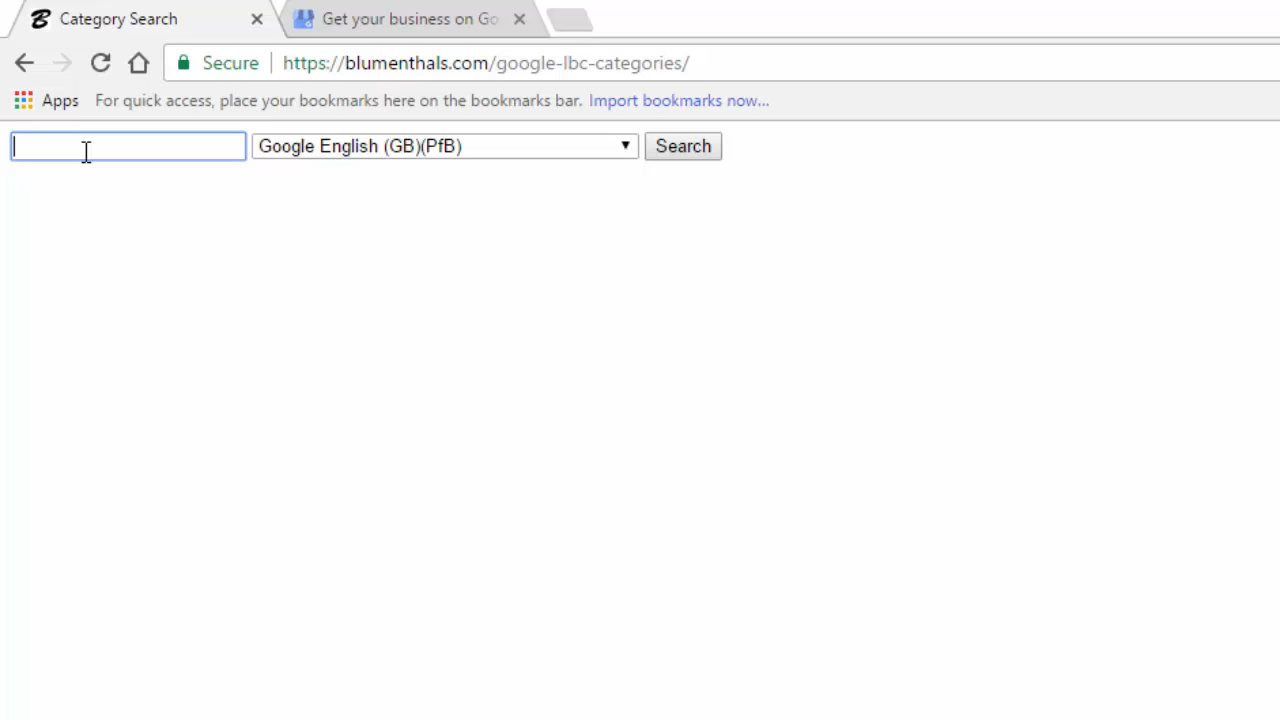 Category Search
Get your business on Go
Secure https://blumenthals.com/google-lbc-categories/
Apps For quick access, place your bookmarks here on the bookmarks bar. Import bookmarks now...
Google English (GB)(PfB) Search